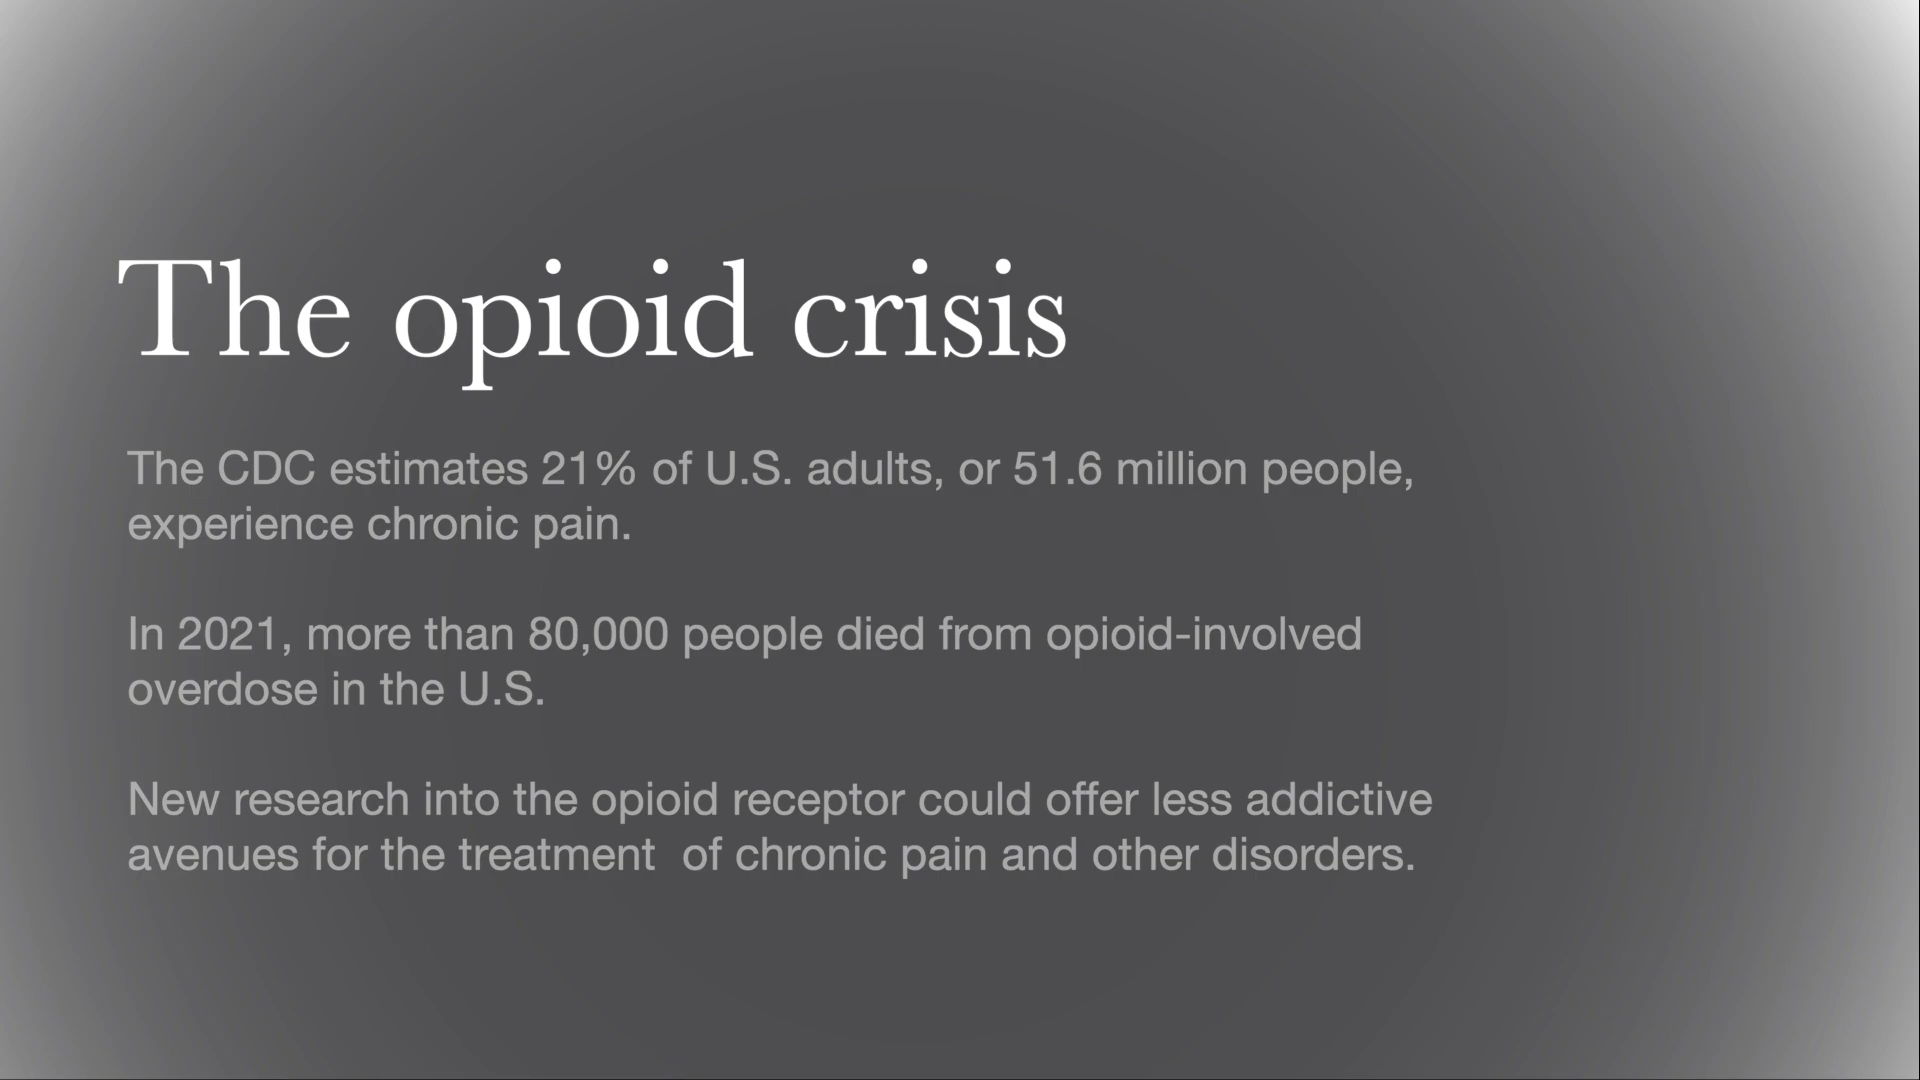 The opioid crisis
The CDC estimates 21% of U.S. adults, or 51.6 million people,
experience chronic pain.
In 2021, more than 80,000 people died from opioid-involved
overdose in the U.S.
New research into the opioid receptor could offer less addictive
avenues for the treatment  of chronic pain and other disorders.